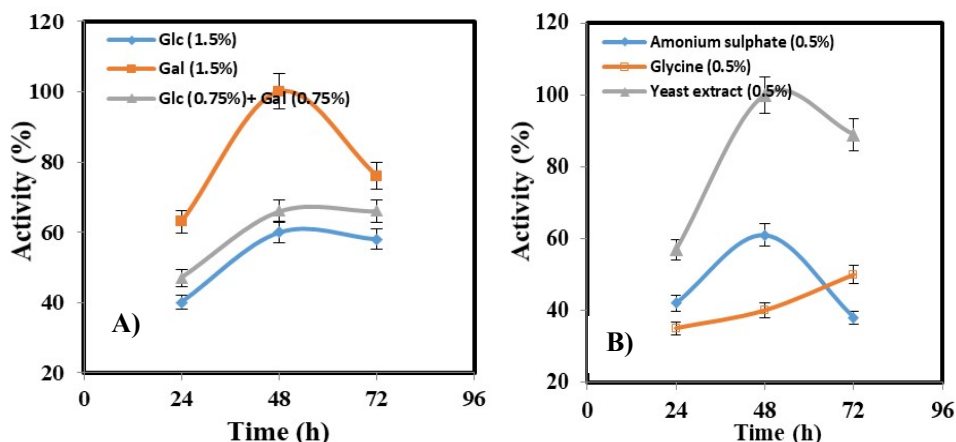 120
100
80
60
40
20
Activity (%)
Glc (1.5%)
Gal (1.5%)
Glc (0.75%)+ Gal (0.75%)
A)
0 24 48 72 96
Time (h)
120
100
80
60
40
20
Activity (%)
Amonium sulphate (0.5%)
Glycine (0.5%)
Yeast extract (0.5%)
B)
0 24 48 72 96
Time (h)